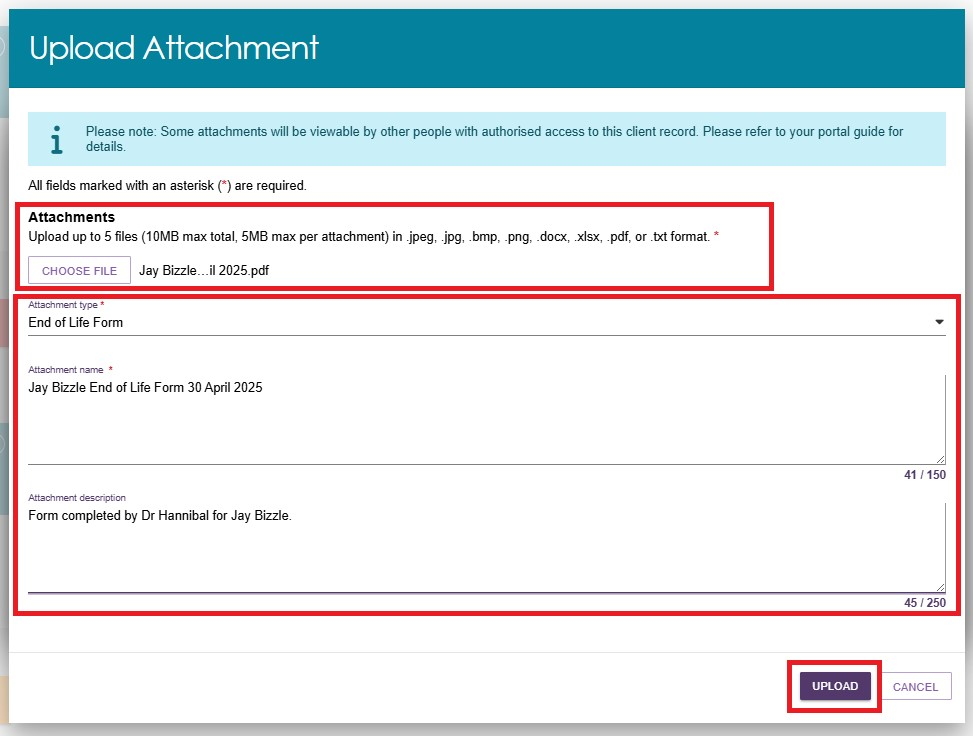 Upload Attachment
Please note: Some attachments will be viewable by other people with authorised access to this client record. Please refer to your portal guide for
details.
All fields marked with an asterisk (*) are required.
Attachments
Upload up to 5 files (10MB max total, 5MB max per attachment) in .jpeg, .jpg, .bmp, .png, .docx, .xlsx, .pdf, or .txt format. *
CHOOSE FILE Jay Bizzle...il 2025.pdf
Attachment type *
End of Life Form
Attachment name *
Jay Bizzle End of Life Form 30 April 2025
41 / 150
Attachment description
Form completed by Dr Hannibal for Jay Bizzle.
45 / 250
UPLOAD CANCEL